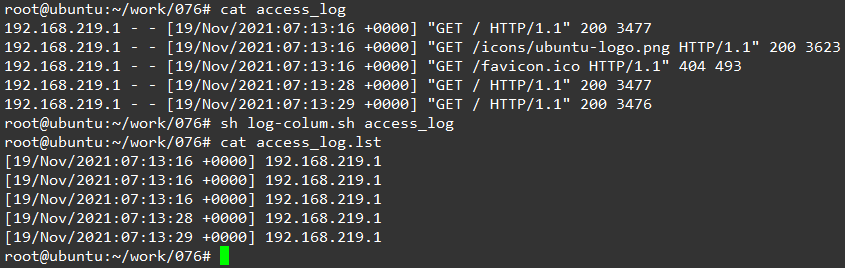 root@ubuntu:~/work/076# cat access_log
192.168.219.1 - - [19/Nov/2021:07:13:16 +0000] "GET / HTTP/1.1" 200 3477
192.168.219.1 - - [19/Nov/2021:07:13:16 +0000] "GET /icons/ubuntu-logo.png HTTP/1.1" 200 3623
192.168.219.1 - - [19/Nov/2021:07:13:16 +0000] "GET /favicon.ico HTTP/1.1" 404 493
192.168.219.1 - - [19/Nov/2021:07:13:28 +0000] "GET / HTTP/1.1" 200 3477
192.168.219.1 - - [19/Nov/2021:07:13:29 +0000] "GET / HTTP/1.1" 200 3476
root@ubuntu:~/work/076# sh log-colum.sh access_log
root@ubuntu:~/work/076# cat access_log.lst
[19/Nov/2021:07:13:16 +0000] 192.168.219.1
[19/Nov/2021:07:13:16 +0000] 192.168.219.1
[19/Nov/2021:07:13:16 +0000] 192.168.219.1
[19/Nov/2021:07:13:28 +0000] 192.168.219.1
[19/Nov/2021:07:13:29 +0000] 192.168.219.1
root@ubuntu:~/work/076#